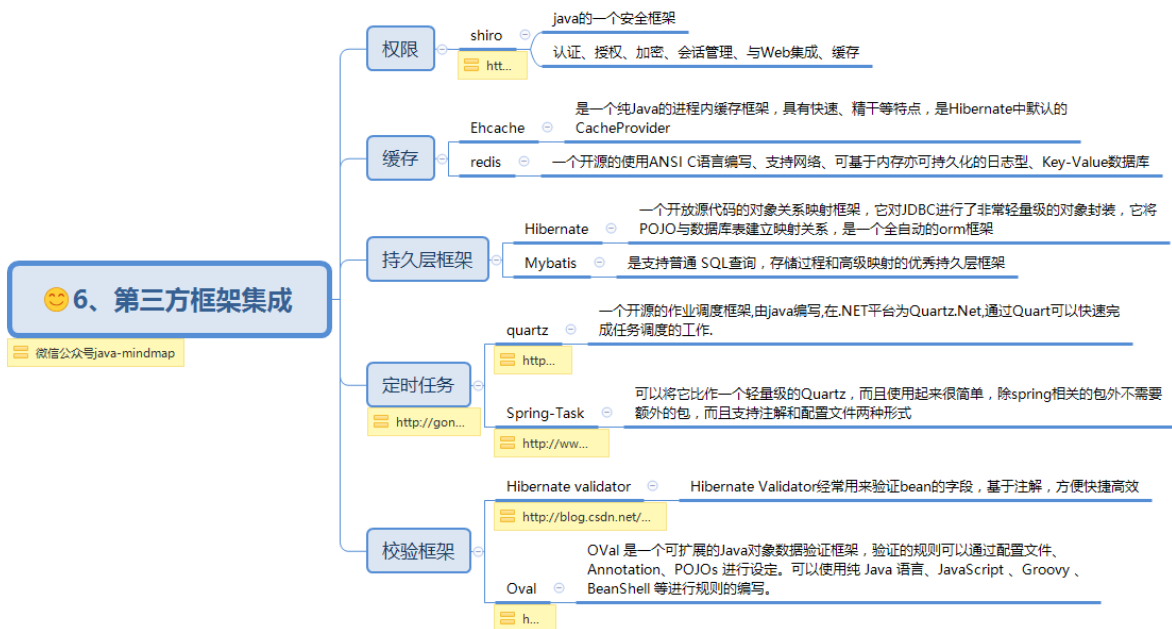 6、第三方框架集成
微信公众号java-mindmap
权限
shiro
htt...
java的一个安全框架
认证、授权、加密、会话管理、与Web集成、缓存
缓存
Ehcache
是一个纯Java的进程内缓存框架，具有快速、精干等特点，是Hibernate中默认的
CacheProvider
redis
一个开源的使用ANSI C语言编写、支持网络、可基于内存亦可持久化的日志型、Key-Value数据库
持久层框架
Hibernate
一个开放源代码的对象关系映射框架，它对JDBC进行了非常轻量级的对象封装，它将
POJO与数据库表建立映射关系，是一个全自动的orm框架
Mybatis
是支持普通 SQL查询，存储过程和高级映射的优秀持久层框架
定时任务
http://gon...
quartz
http...
一个开源的作业调度框架,由java编写,在.NET平台为Quartz.Net,通过Quart可以快速完
成任务调度的工作.
Spring-Task
http://ww...
可以将它比作一个轻量级的Quartz，而且使用起来很简单，除spring相关的包外不需要
额外的包，而且支持注解和配置文件两种形式
校验框架
Hibernate validator
http://blog.csdn.net/...
Hibernate Validator经常用来验证bean的字段，基于注解，方便快捷高效
Oval
h...
OVal 是一个可扩展的Java对象数据验证框架，验证的规则可以通过配置文件、
Annotation、POJOs 进行设定。可以使用纯 Java 语言、JavaScript 、Groovy 、
BeanShell 等进行规则的编写。